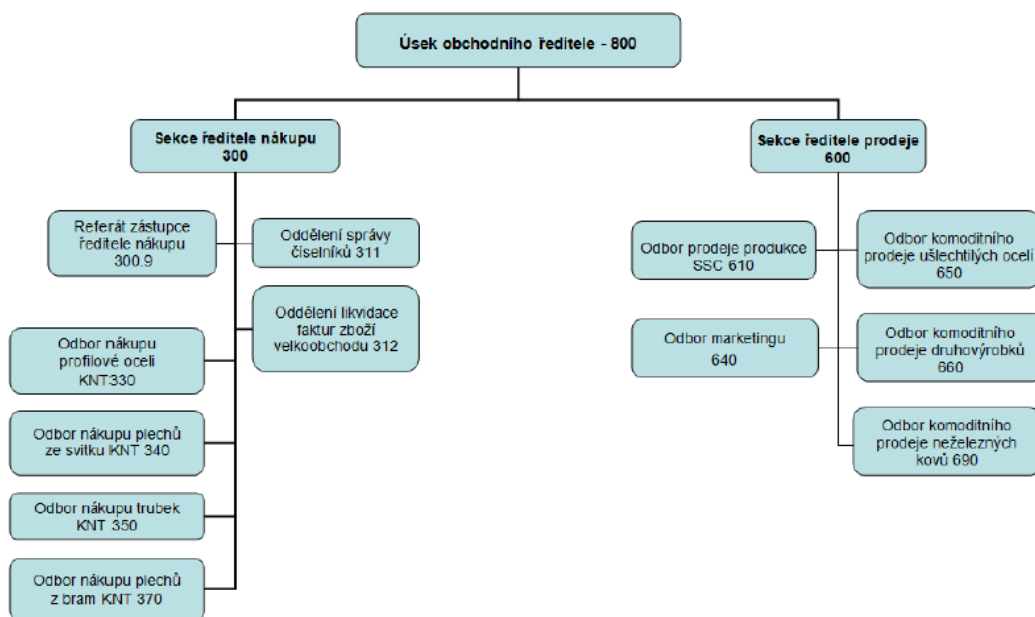 Úsek obchodního ředitele - 800
Sekce ředitele nákupu
300
Sekce ředitele prodeje
600
Referát zástupce
ředitele nákupu
300.9
Oddělení správy
číselníků 311
Oddělení likvidace
faktur zboží
velkoobchodu 312
Odbor nákupu
profilové oceli
KNT330
Odbor nákupu plechů
ze svitku KNT 340
Odbor nákupu trubek
KNT 350
Odbor nákupu plechů
z bram KNT 370
Odbor prodeje produkce
SSC 610
Odbor komoditního
prodeje ušlechtilých ocelí
650
Odbor marketingu
640
Odbor komoditního
prodeje druhovýrobků
660
Odbor komoditního
prodeje neželezných
kovů 690